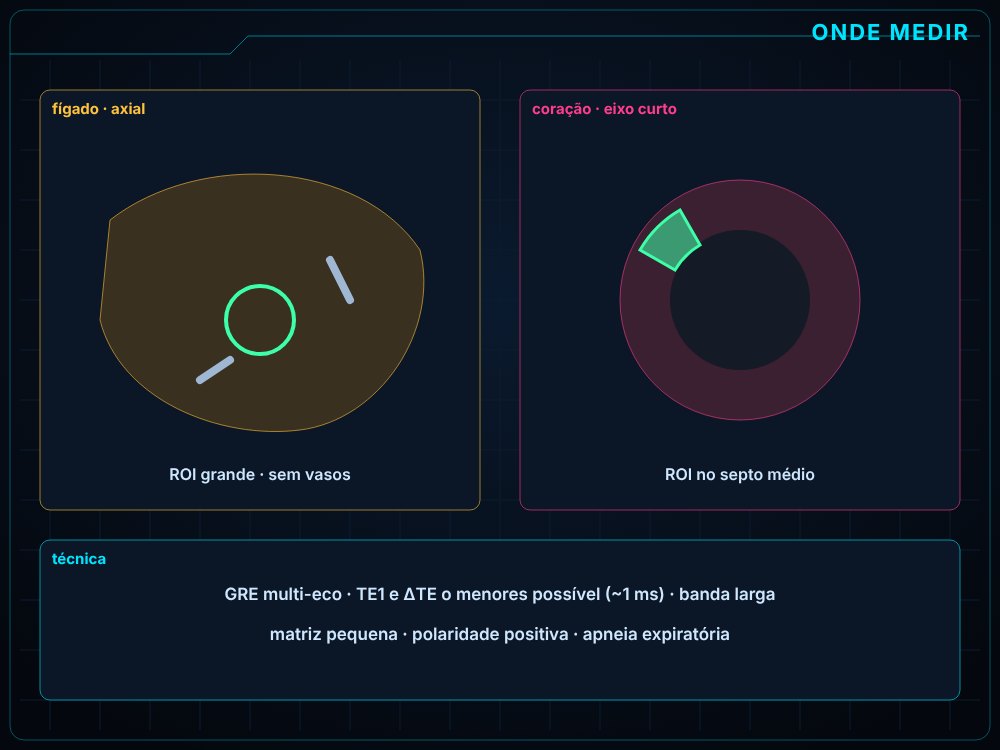 ONDE MEDIR
fígado · axial
coração · eixo curto
ROI grande · sem vasos
ROI no septo médio
técnica
GRE multi-eco · TE1 e ΔTE o menores possível (~1 ms) · banda larga
matriz pequena · polaridade positiva · apneia expiratória